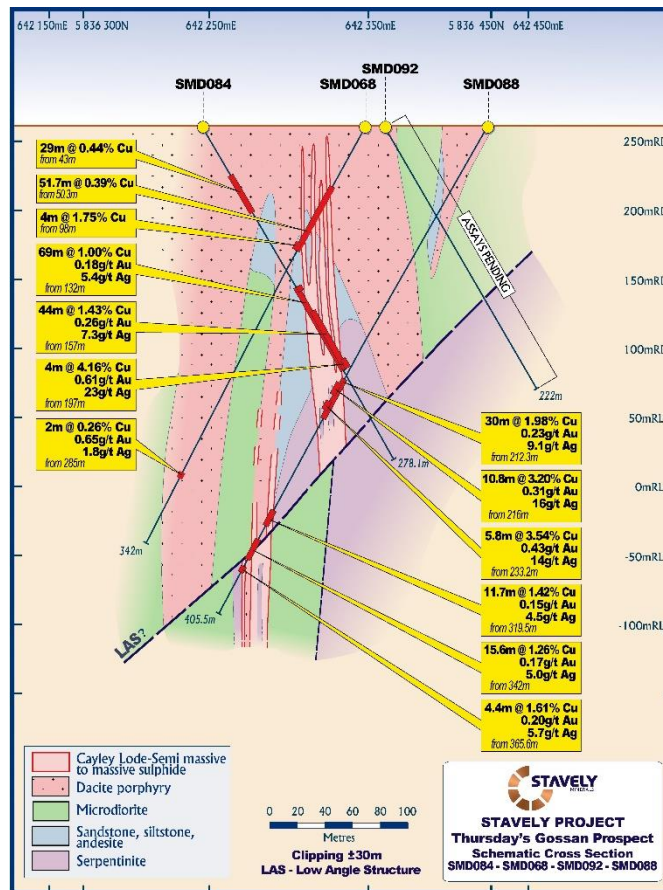 642 150mE 5 836 300N 642 250mE 642 350mE 5 836 450N 642 450mE
SMD092
SMD084 SMD068 SMD088
250mRL
200mRL
150mRL
100mRL
50mRL
0mRL
-50mRL
-100mRL
29m @ 0.44% Cu
from 43m
51.7m @ 0.39% Cu
from 50.3m
4m @ 1.75% Cu
from 98m
69m @ 1.00% Cu
0.18g/t Au
5.4g/t Ag
from 132m
44m @ 1.43% Cu
0.26g/t Au
7.3g/t Ag
from 157m
4m @ 4.16% Cu
0.61g/t Au
23g/t Ag
from 197m
2m @ 0.26% Cu
0.65g/t Au
1.8g/t Ag
from 285m
ASSAYS PENDING
222m
278.1m
342m
405.5m
LAS?
30m @ 1.98% Cu
0.23g/t Au
9.1g/t Ag
from 212.3m
10.8m @ 3.20% Cu
0.31g/t Au
16g/t Ag
from 216m
5.8m @ 3.54% Cu
0.43g/t Au
14g/t Ag
from 233.2m
11.7m @ 1.42% Cu
0.15g/t Au
4.5g/t Ag
from 319.5m
15.6m @ 1.26% Cu
0.17g/t Au
5.0g/t Ag
from 342m
4.4m @ 1.61% Cu
0.20g/t Au
5.7g/t Ag
from 365.6m
Cayley Lode-Semi massive
to massive sulphide
Dacite porphyry
Microdiorite
Sandstone, siltstone,
andesite
Serpentinite
0 20 40 60 80 100
Metres
Clipping ±30m
LAS - Low Angle Structure
STAVELY
MINERALS
STAVELY PROJECT
Thursday's Gossan Prospect
Schematic Cross Section
SMD084 - SMD068 - SMD092 - SMD088